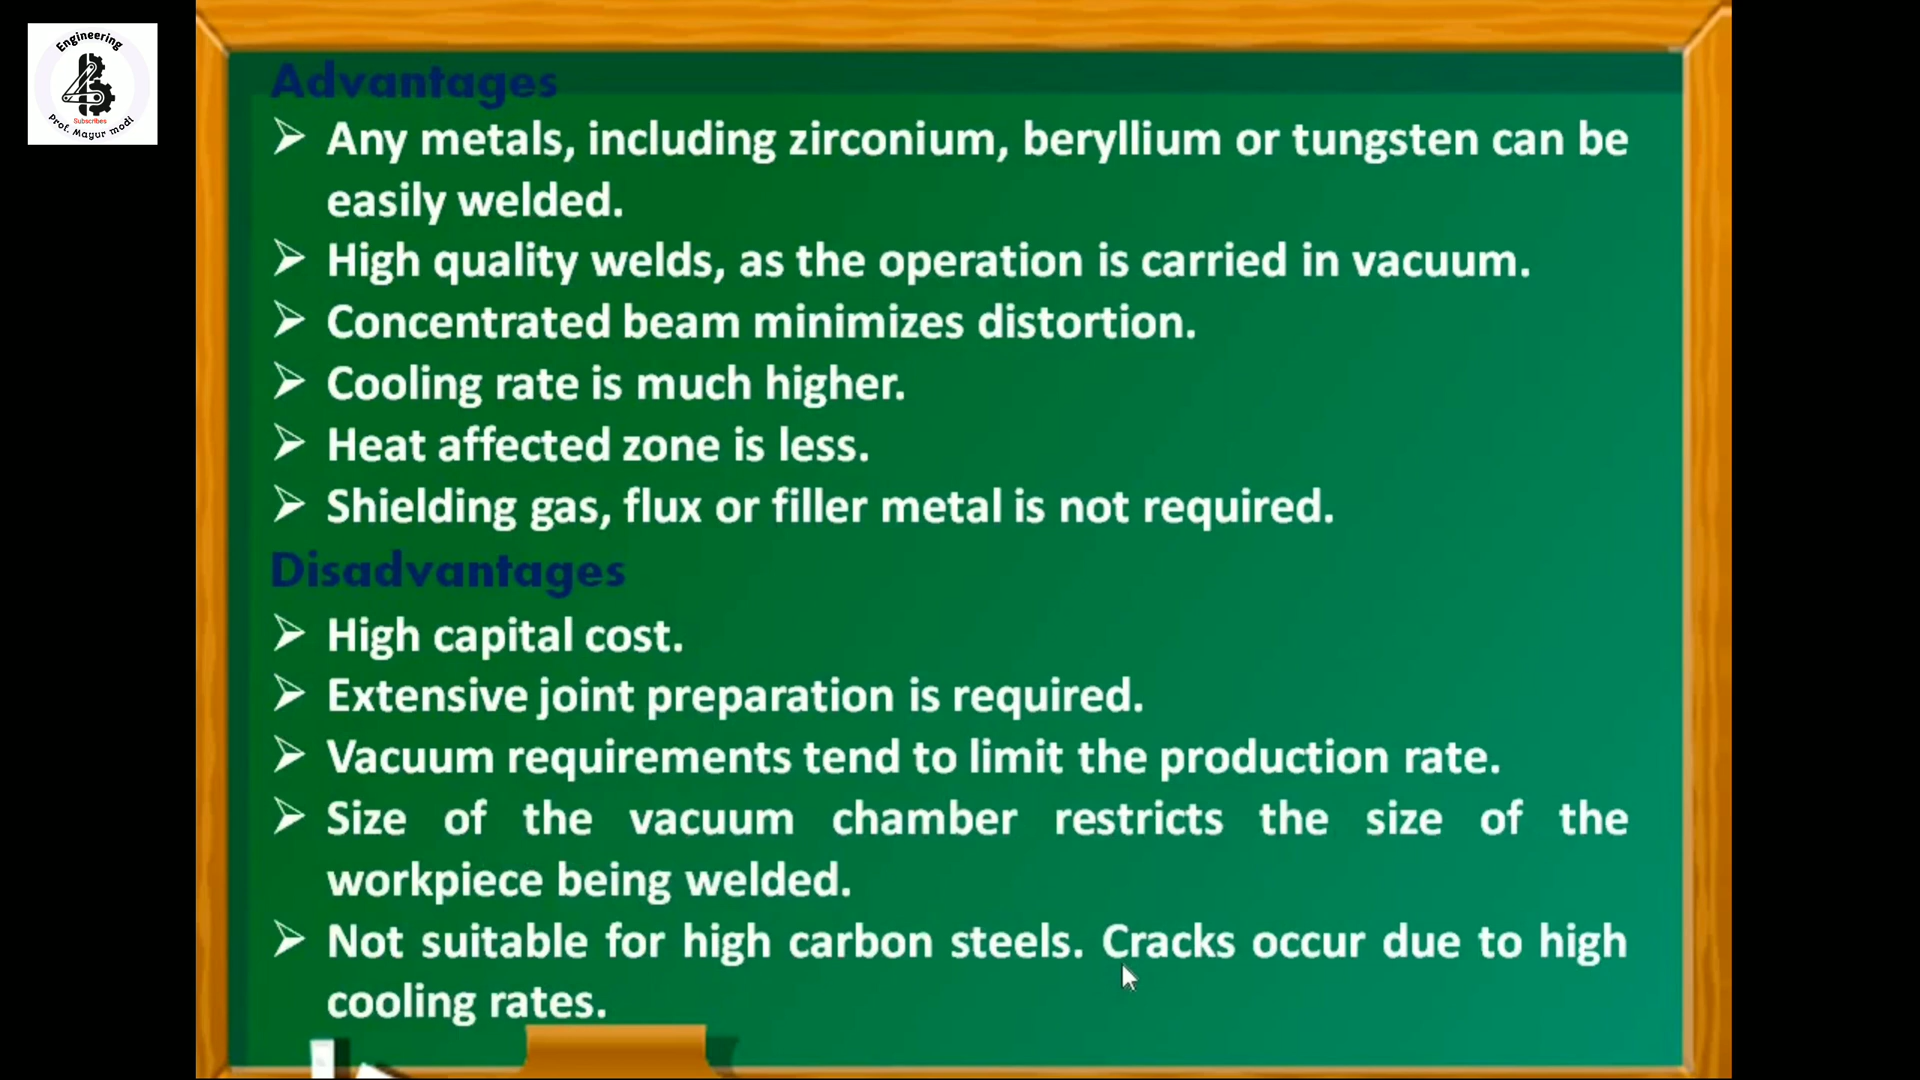 Engineering
Subscribes
Prof. Mayur modi
Advantages
➢ Any metals, including zirconium, beryllium or tungsten can be
easily welded.
➢ High quality welds, as the operation is carried in vacuum.
➢ Concentrated beam minimizes distortion.
➢ Cooling rate is much higher.
➢ Heat affected zone is less.
➢ Shielding gas, flux or filler metal is not required.
Disadvantages
➢ High capital cost.
➢ Extensive joint preparation is required.
➢ Vacuum requirements tend to limit the production rate.
➢ Size of the vacuum chamber restricts the size of the
workpiece being welded.
➢ Not suitable for high carbon steels. Cracks occur due to high
cooling rates.